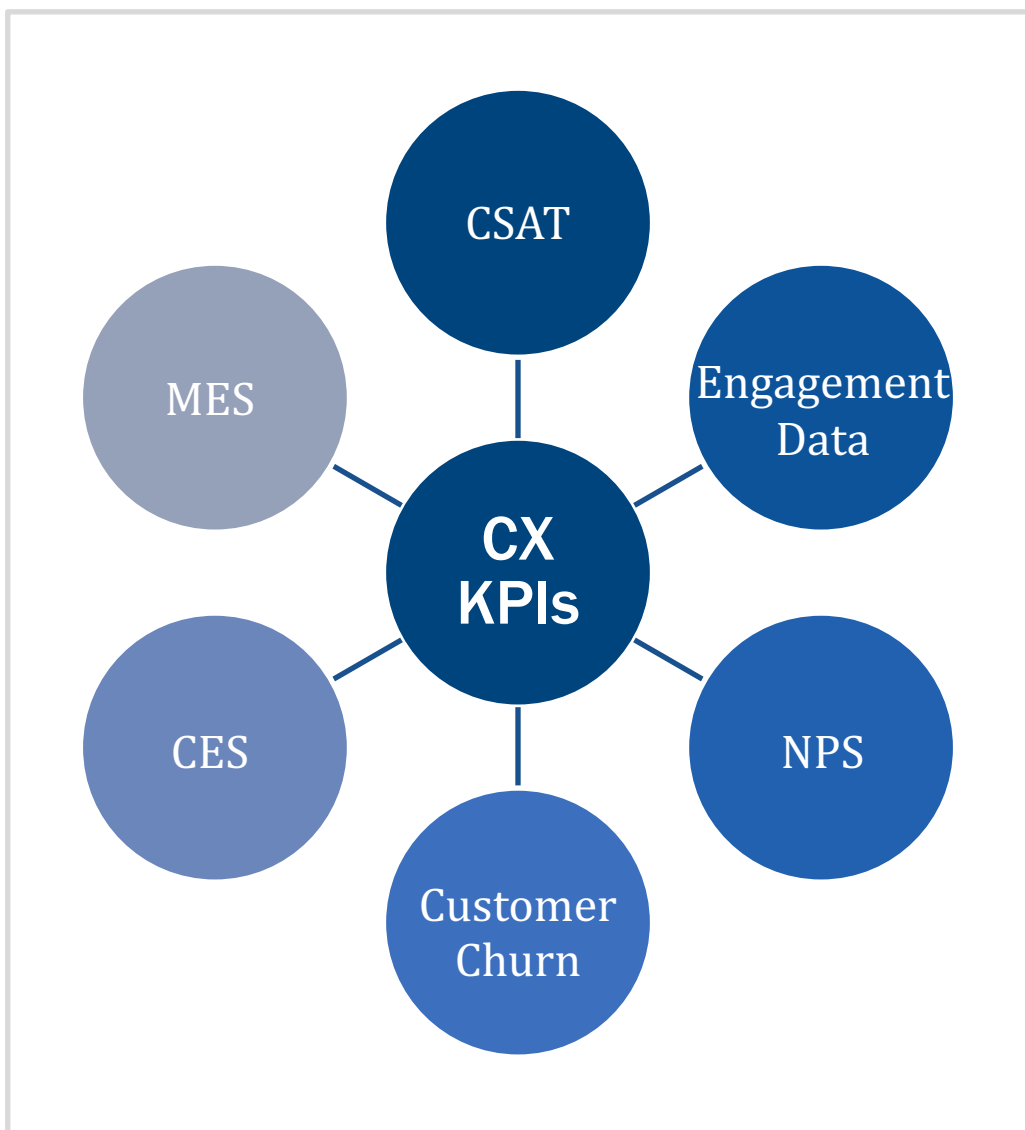 CSAT
Engagement
Data
NPS
Customer
Churn
CES
MES
CX
KPIs